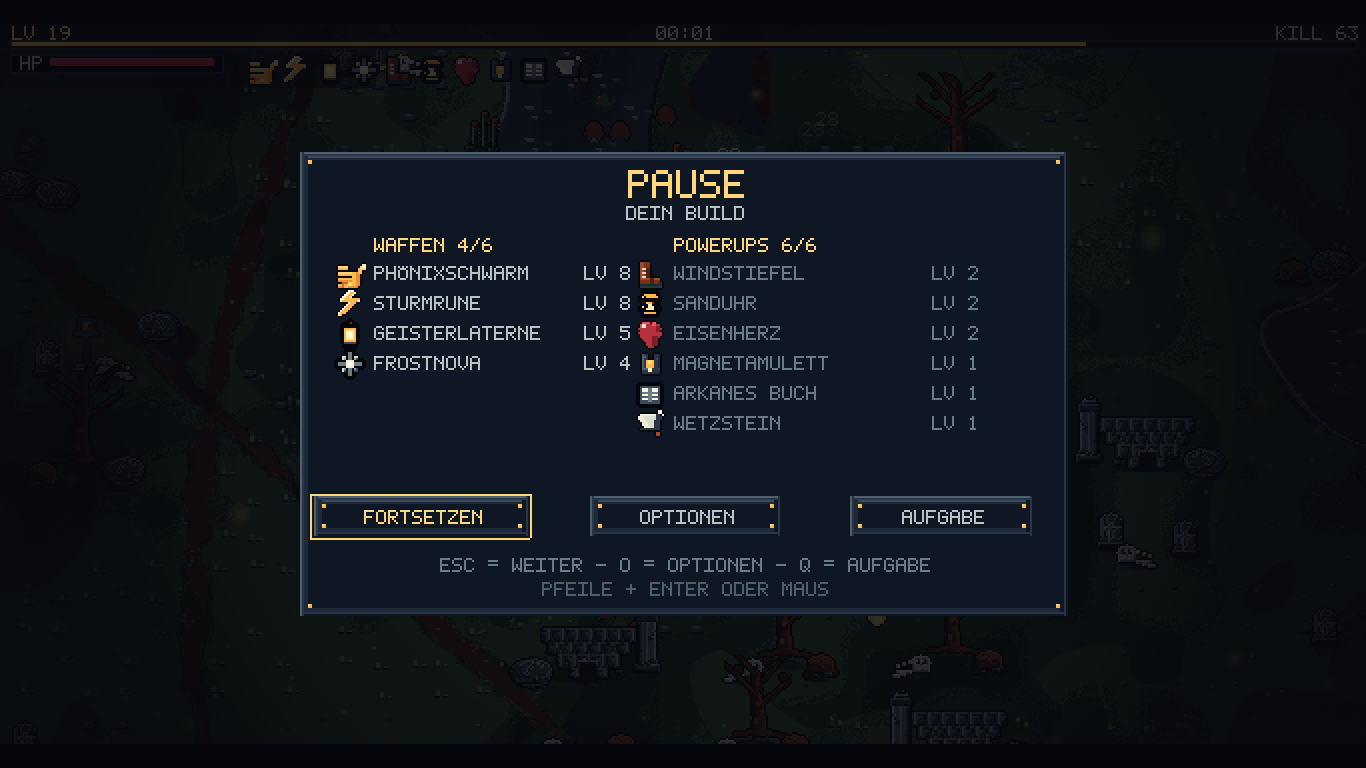 LV 19 00:01 KILL 63
HP
28
28
PAUSE
DEIN BUILD
WAFFEN 4/6 POWERUPS 6/6
PHÖNIXSCHWARM LV 8 WINDSTIEFEL LV 2
STURMRUNE LV 8 SANDUHR LV 2
GEISTERLATERNE LV 5 EISENHERZ LV 2
FROSTNOVA LV 4 MAGNETAMULETT LV 1
ARKANES BUCH LV 1
WETZSTEIN LV 1
FORTSETZEN OPTIONEN AUFGABE
ESC = WEITER - O = OPTIONEN - Q = AUFGABE
PFEILE + ENTER ODER MAUS